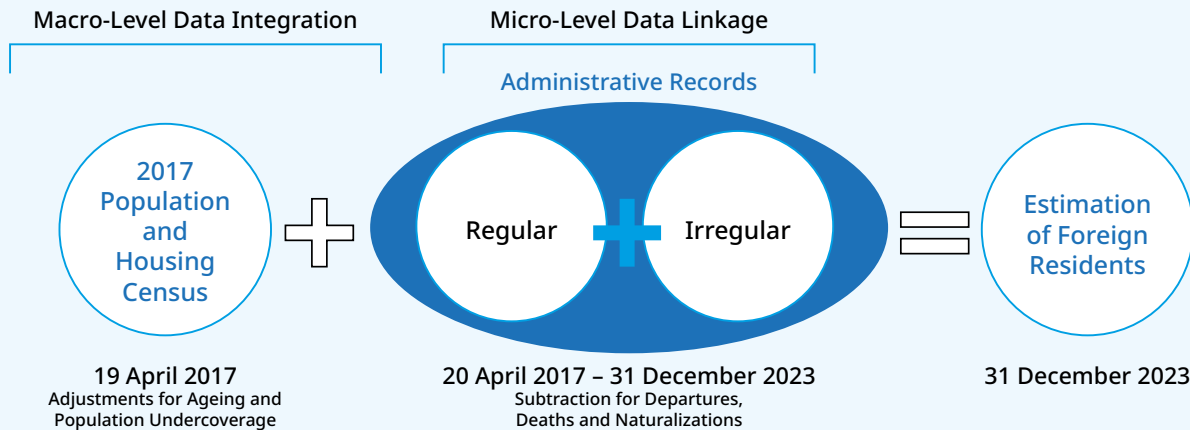 Macro-Level Data Integration
Micro-Level Data Linkage
Administrative Records
2017
Population
and
Housing
Census
Regular
Irregular
Estimation
of Foreign
Residents
19 April 2017
Adjustments for Ageing and
Population Undercoverage
20 April 2017 – 31 December 2023
Subtraction for Departures,
Deaths and Naturalizations
31 December 2023